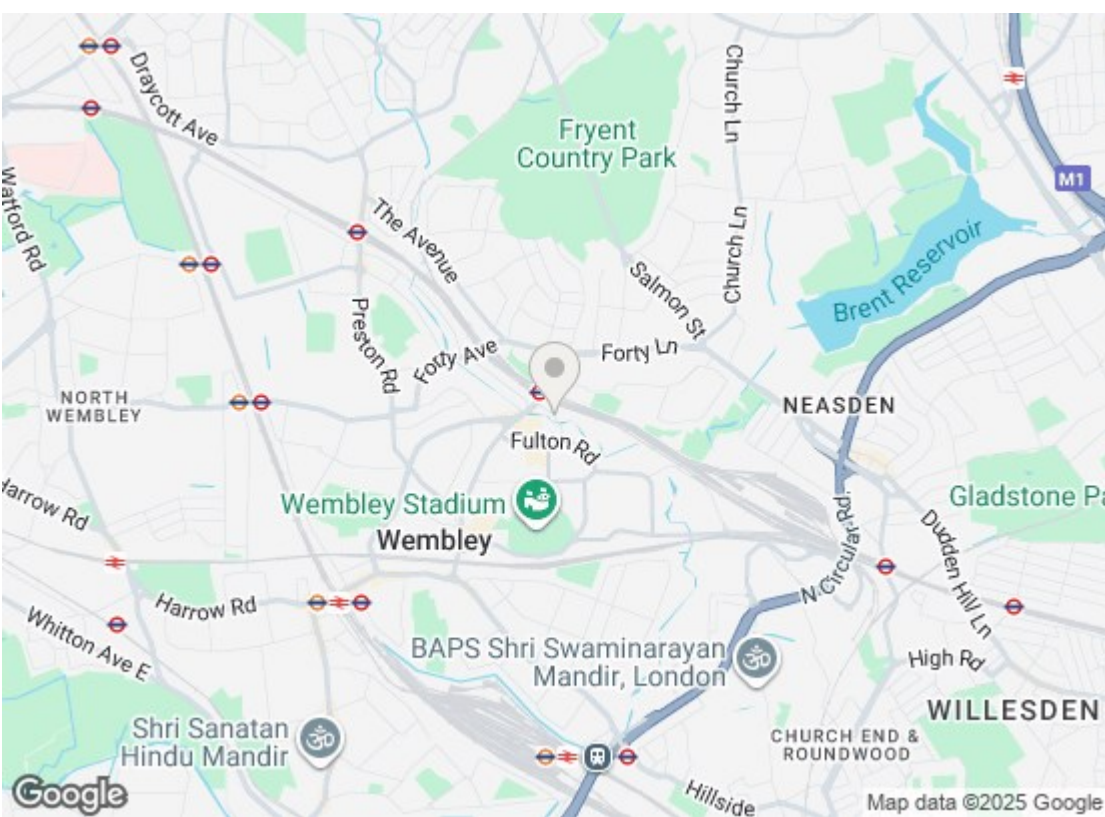 Draycott Ave
Church Ln
Fryent
Country Park
M1
Watford Rd
The Avenue
Church Ln
Brent Reservoir
Salmon St
Preston Rd
Forty Ave
Forty Ln
NORTH
WEMBLEY
NEASDEN
Fulton Rd
Harrow Rd
Wembley Stadium
Gladstone Pa
Wembley
N Circular Rd
Dudden Hill Ln
Harrow Rd
Whitton Ave E
BAPS Shri Swaminarayan
Mandir, London
High Rd
WILLESDEN
Shri Sanatan
Hindu Mandir
CHURCH END &
ROUNDWOOD
Hillside
Google
Map data ©2025 Google